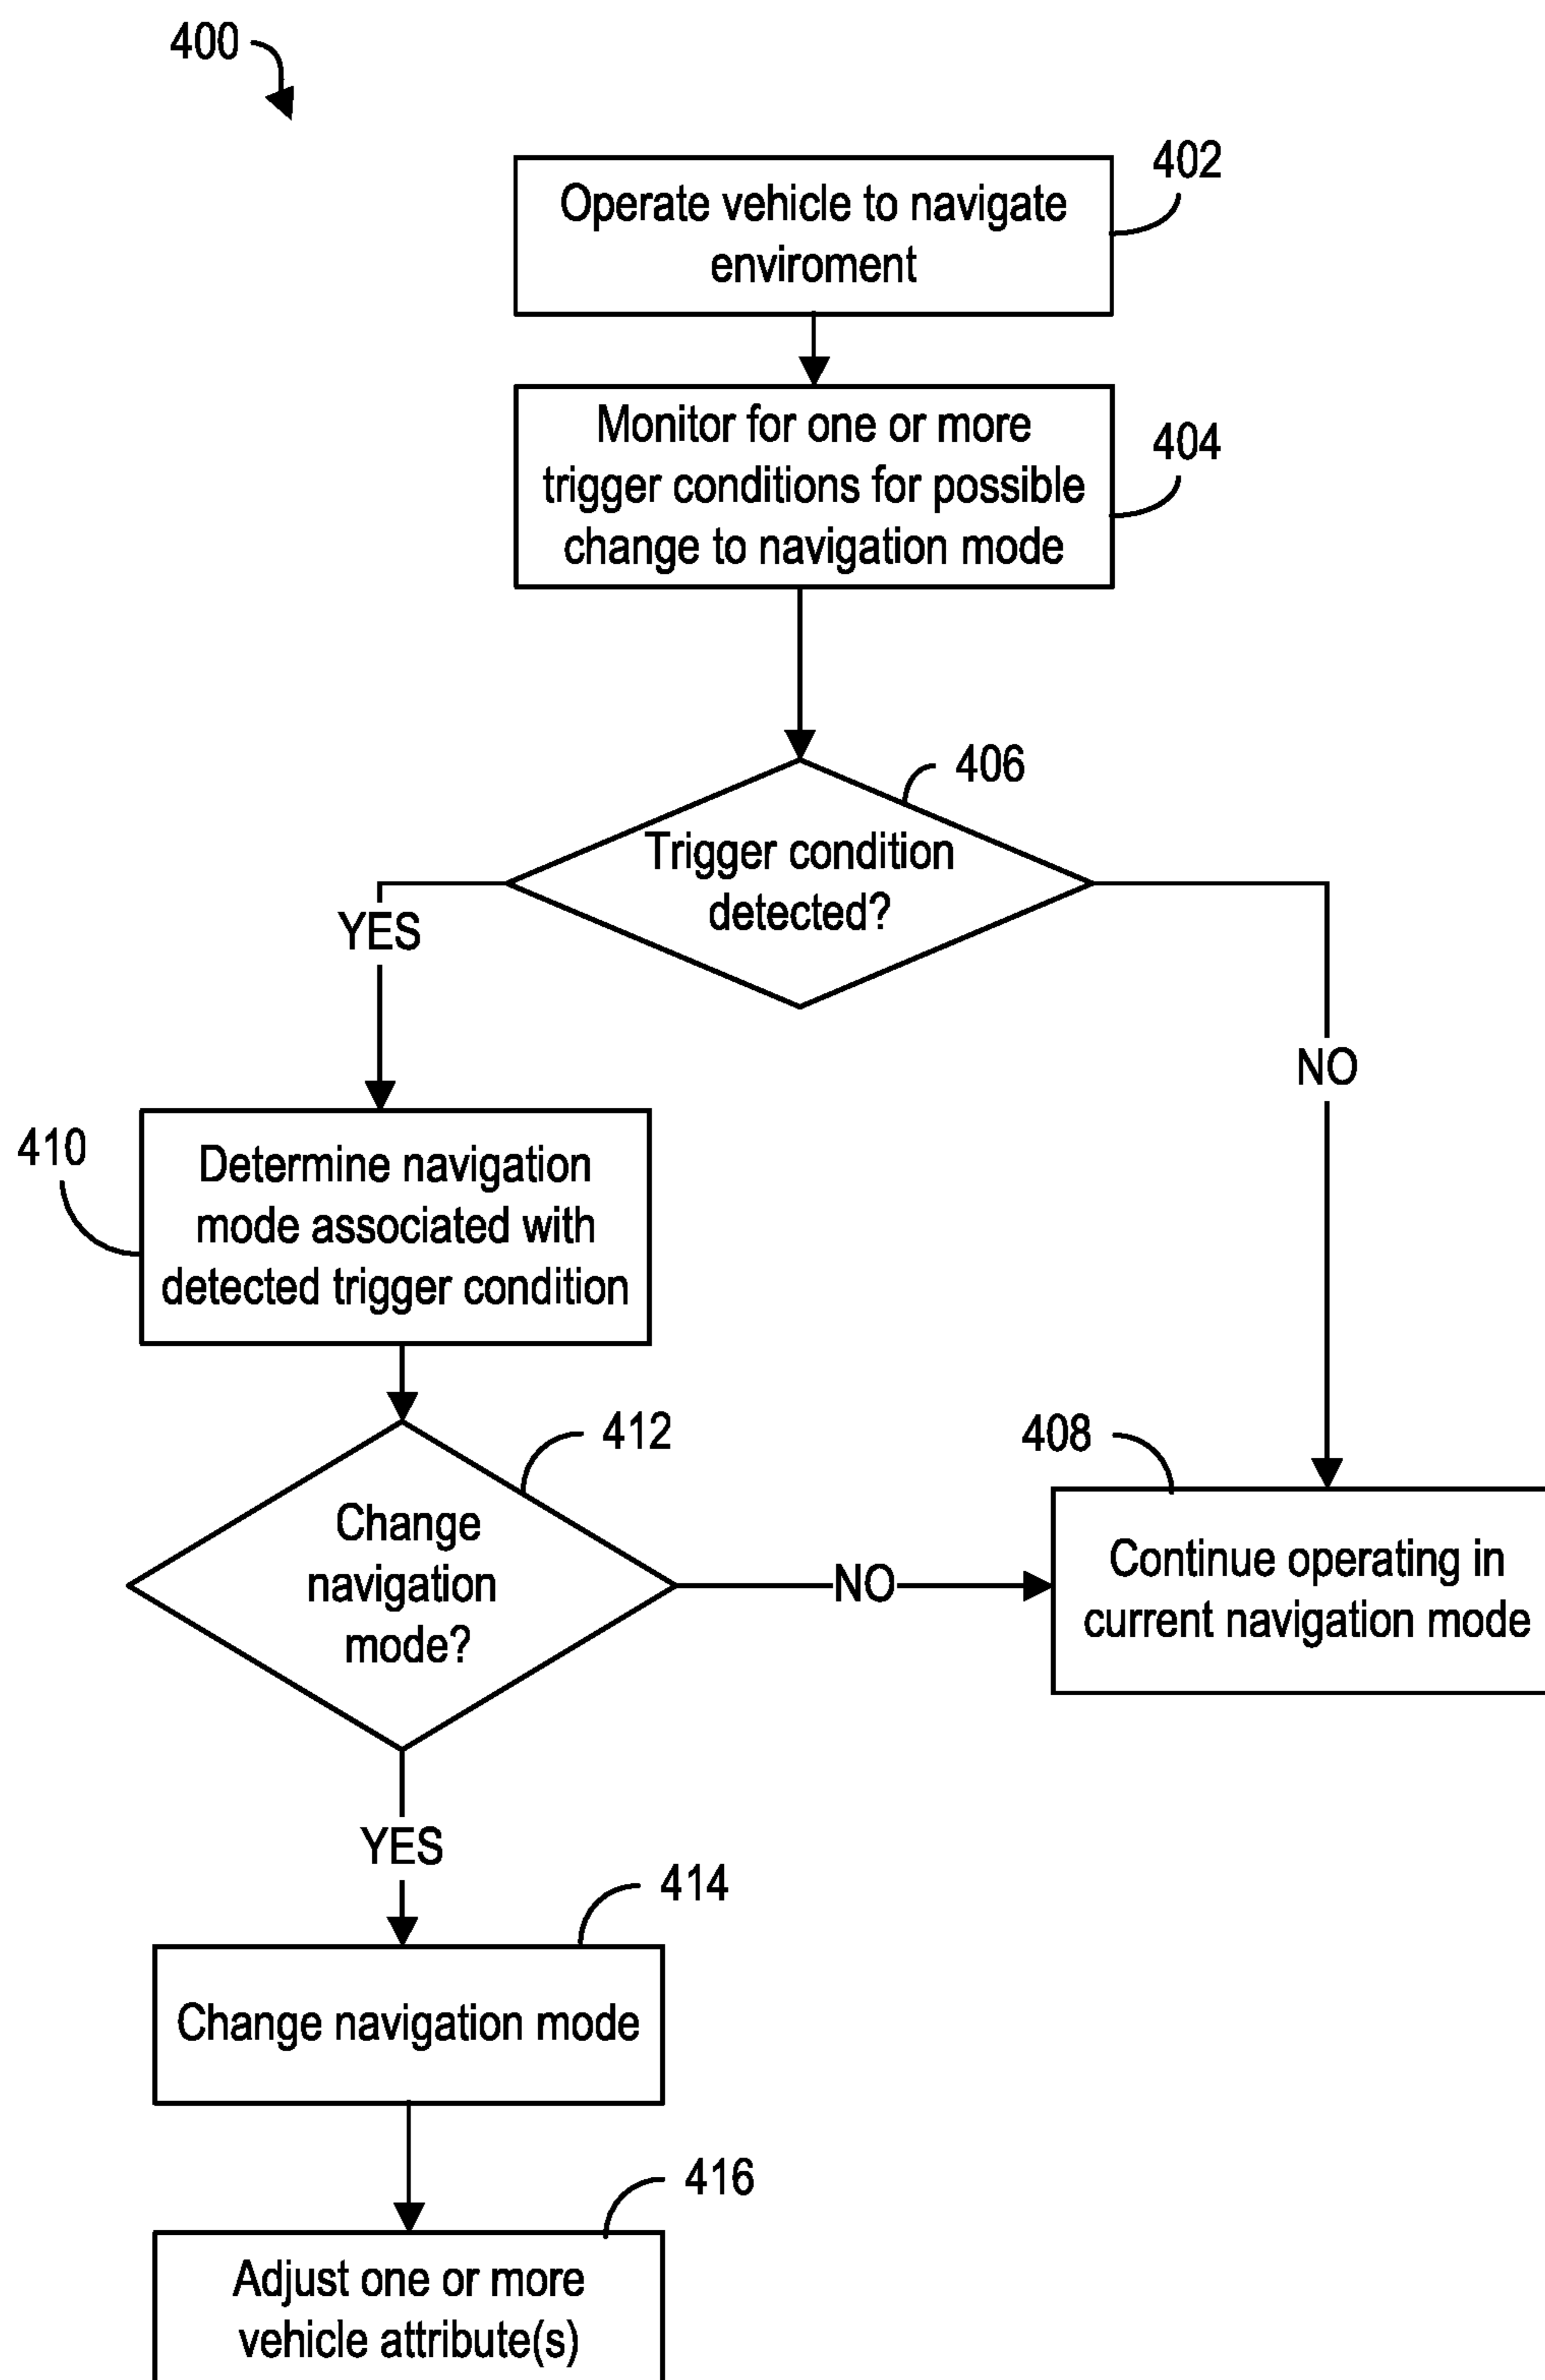 400
402
Operate vehicle to navigate
enviroment
404
Monitor for one or more
trigger conditions for possible
change to navigation mode
406
Trigger condition
detected?
YES
NO
410
Determine navigation
mode associated with
detected trigger condition
412
408
Change
navigation
mode?
NO
Continue operating in
current navigation mode
YES
414
Change navigation mode
416
Adjust one or more
vehicle attribute(s)